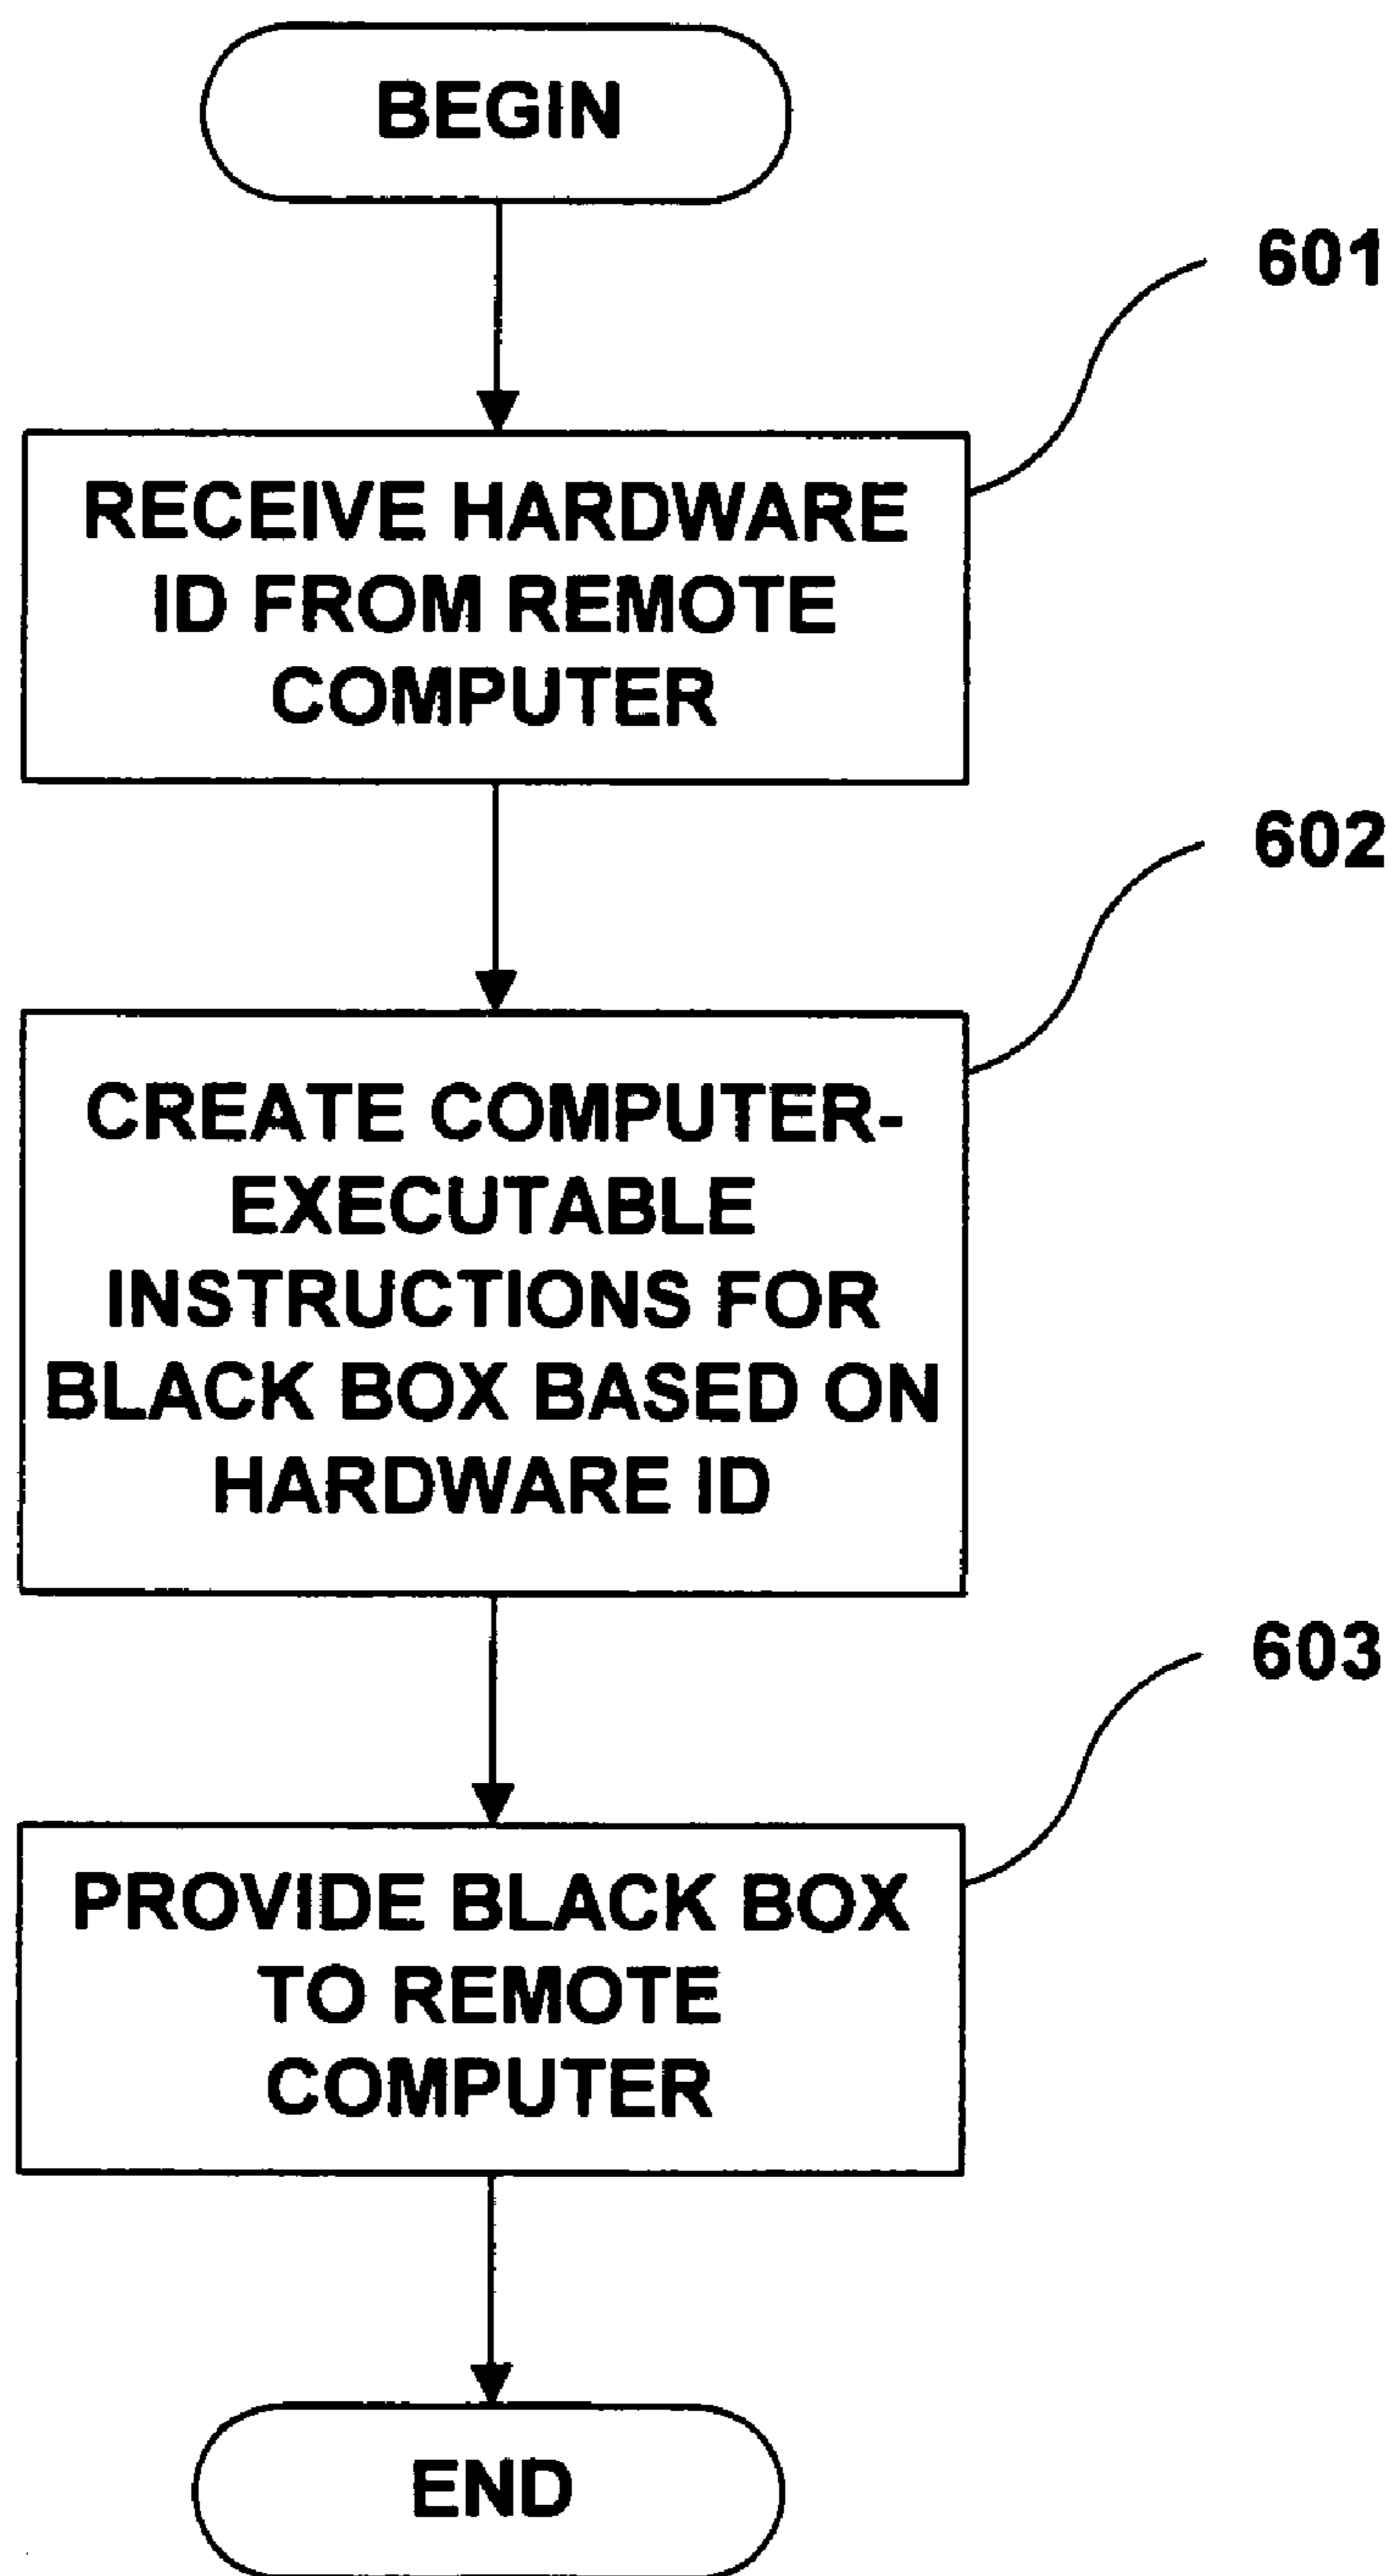 BEGIN
601
RECEIVE HARDWARE
ID FROM REMOTE
COMPUTER
602
CREATE COMPUTER-
EXECUTABLE
INSTRUCTIONS FOR
BLACK BOX BASED ON
HARDWARE ID
603
PROVIDE BLACK BOX
TO REMOTE
COMPUTER
END